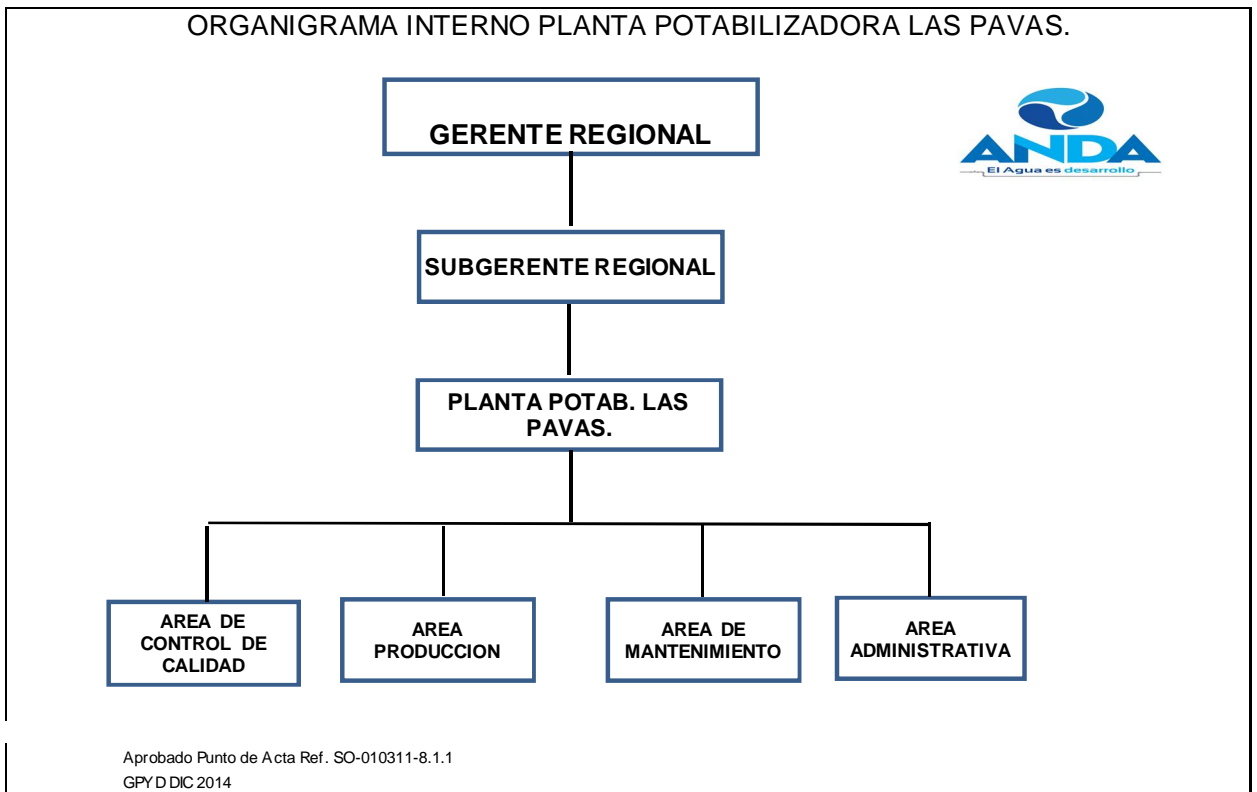 ORGANIGRAMA INTERNO PLANTA POTABILIZADORA LAS PAVAS.
GERENTE REGIONAL
ANDA
El Agua es desarrollo
SUBGERENTE REGIONAL
PLANTA POTAB. LAS
PAVAS.
AREA DE
CONTROL DE
CALIDAD
AREA
PRODUCCION
AREA DE
MANTENIMIENTO
AREA
ADMINISTRATIVA
Aprobado Punto de Acta Ref. SO-010311-8.1.1
GPYD DIC 2014